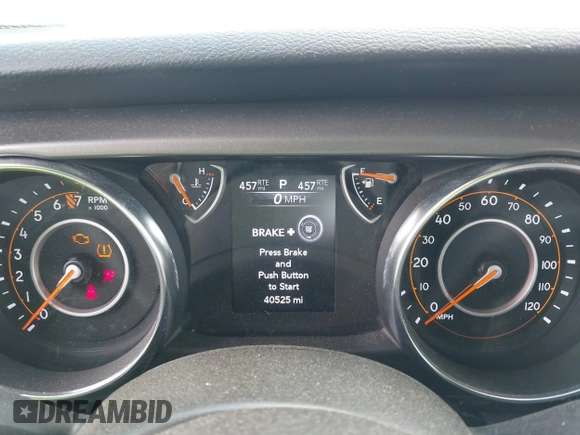 457 RTE mi P 457 RTE mi
0 MPH
BRAKE +
Press Brake
and
Push Button
to Start
40525 mi
H
F
E
0 1 2 3 4 5 6 7
RPM
x 1000
0 10 20 30 40 50 60 70 80 90 100 110 120
MPH
DREAMBID